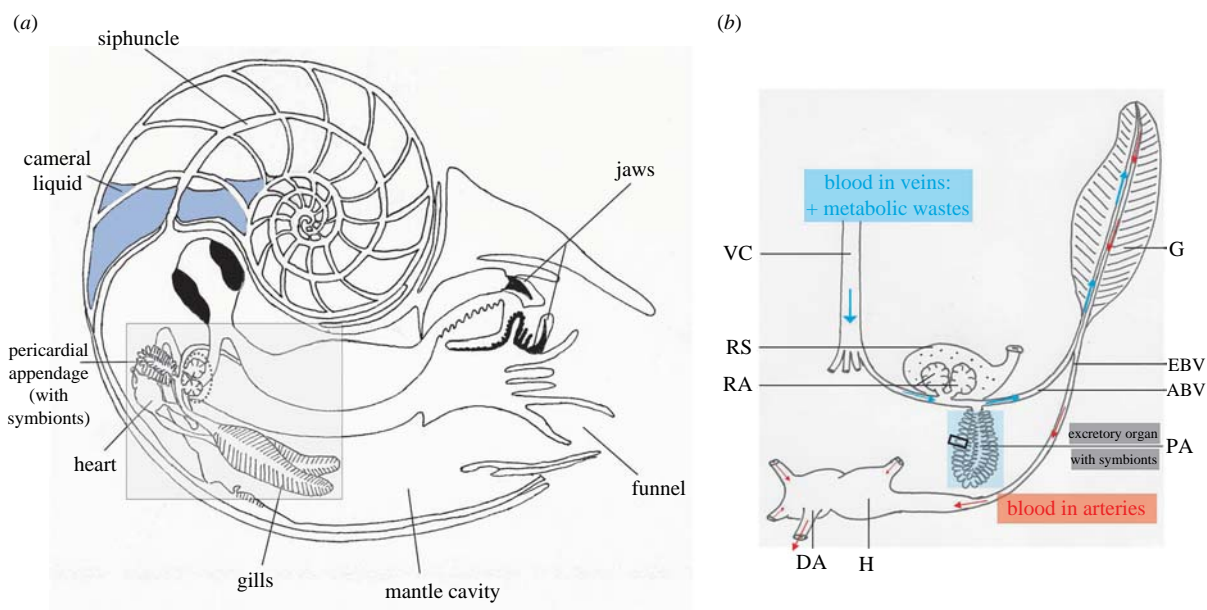 (a)
siphuncle
cameral
liquid
jaws
pericardial
appendage
(with
symbionts)
heart
gills
mantle cavity
funnel
(b)
blood in veins:
+ metabolic wastes
VC
G
RS
RA
EBV
ABV
excretory organ
with symbionts
PA
blood in arteries
DA
H